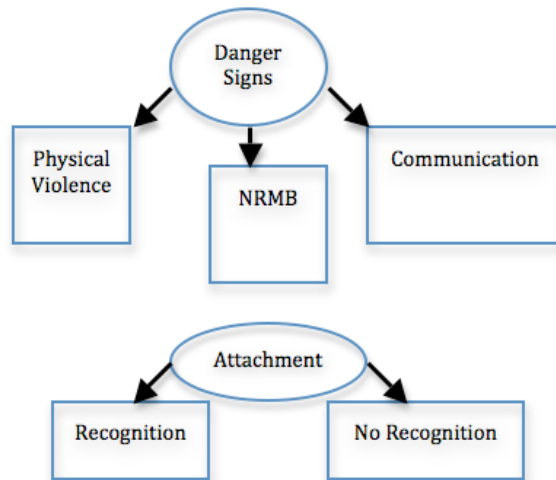 Danger
Signs
Physical
Violence
NRMB
Communication
Attachment
Recognition
No Recognition